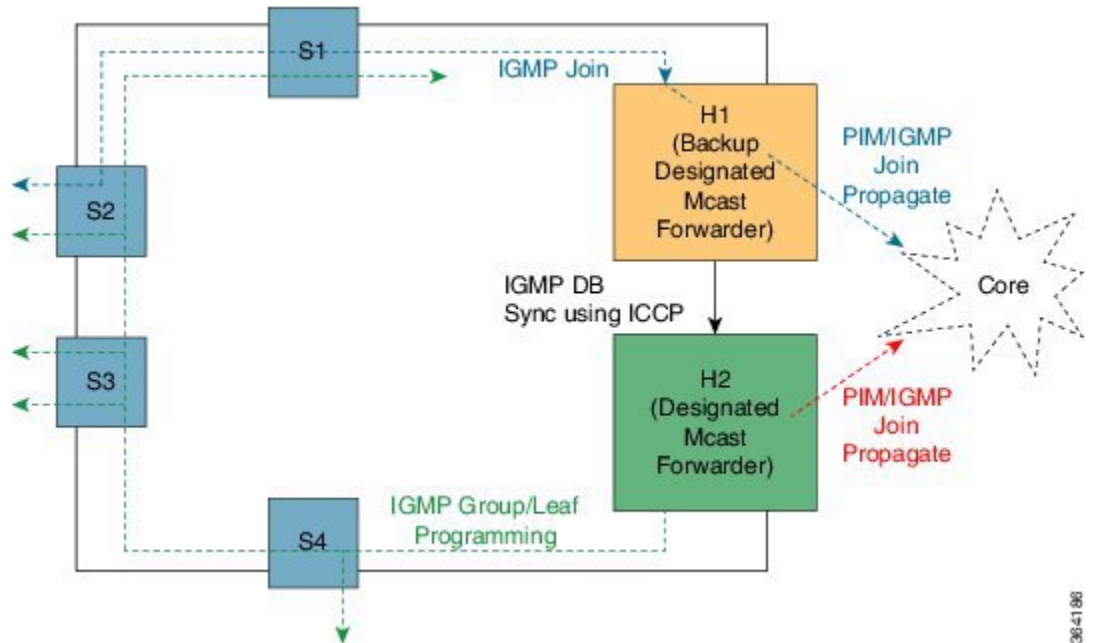 S1
IGMP Join
H1
(Backup
Designated
Mcast
Forwarder)
PIM/IGMP
Join
Propagate
S2
Core
IGMP DB
Sync using ICCP
S3
H2
(Designated
Mcast
Forwarder)
PIM/IGMP
Join
Propagate
IGMP Group/Leaf
Programming
S4
364186